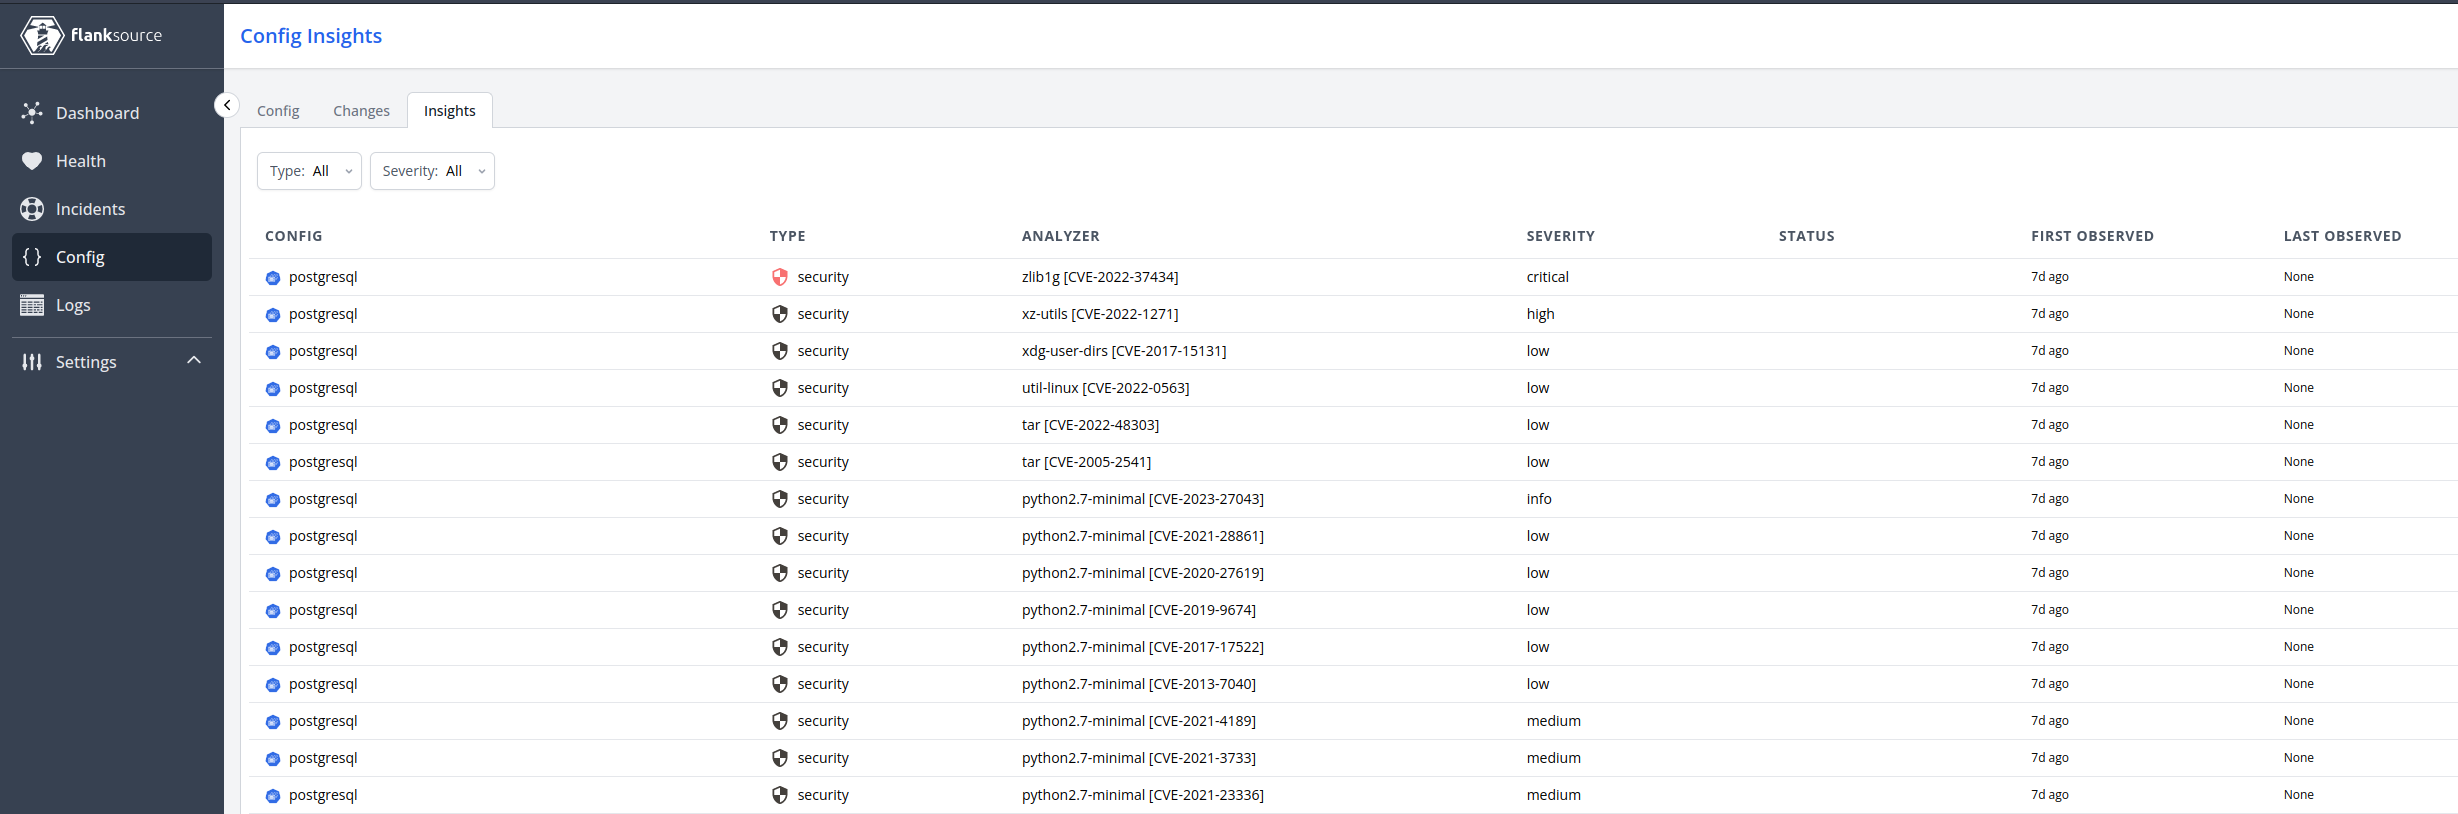 flanksource
Config Insights
Dashboard
Health
Incidents
Config
Logs
Settings
Config Changes Insights
Type: All Severity: All
CONFIG TYPE ANALYZER SEVERITY STATUS FIRST OBSERVED LAST OBSERVED
postgresql security zlib1g [CVE-2022-37434] critical 7d ago None
postgresql security xz-utils [CVE-2022-1271] high 7d ago None
postgresql security xdg-user-dirs [CVE-2017-15131] low 7d ago None
postgresql security util-linux [CVE-2022-0563] low 7d ago None
postgresql security tar [CVE-2022-48303] low 7d ago None
postgresql security tar [CVE-2005-2541] low 7d ago None
postgresql security python2.7-minimal [CVE-2023-27043] info 7d ago None
postgresql security python2.7-minimal [CVE-2021-28861] low 7d ago None
postgresql security python2.7-minimal [CVE-2020-27619] low 7d ago None
postgresql security python2.7-minimal [CVE-2019-9674] low 7d ago None
postgresql security python2.7-minimal [CVE-2017-17522] low 7d ago None
postgresql security python2.7-minimal [CVE-2013-7040] low 7d ago None
postgresql security python2.7-minimal [CVE-2021-4189] medium 7d ago None
postgresql security python2.7-minimal [CVE-2021-3733] medium 7d ago None
postgresql security python2.7-minimal [CVE-2021-23336] medium 7d ago None